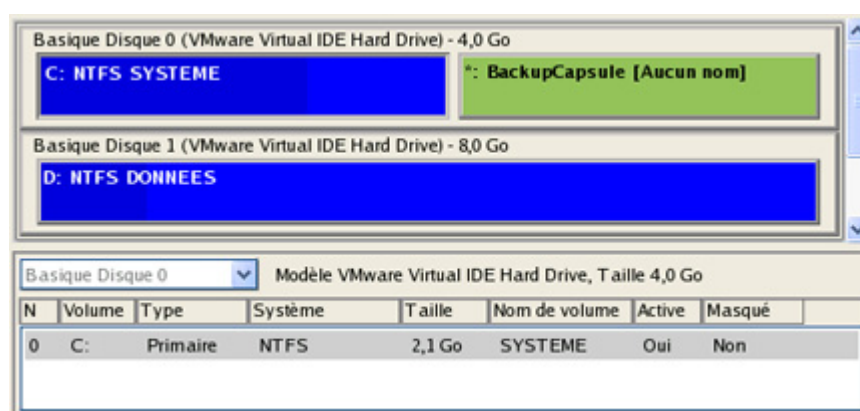 Basique Disque 0 (VMware Virtual IDE Hard Drive) - 4,0 Go
C: NTFS SYSTEME
*: BackupCapsule [Aucun nom]
Basique Disque 1 (VMware Virtual IDE Hard Drive) - 8,0 Go
D: NTFS DONNEES
Basique Disque 0
Modèle VMware Virtual IDE Hard Drive, Taille 4,0 Go
N Volume Type Système Taille Nom de volume Active Masqué
0 C: Primaire NTFS 2,1 Go SYSTEME Oui Non